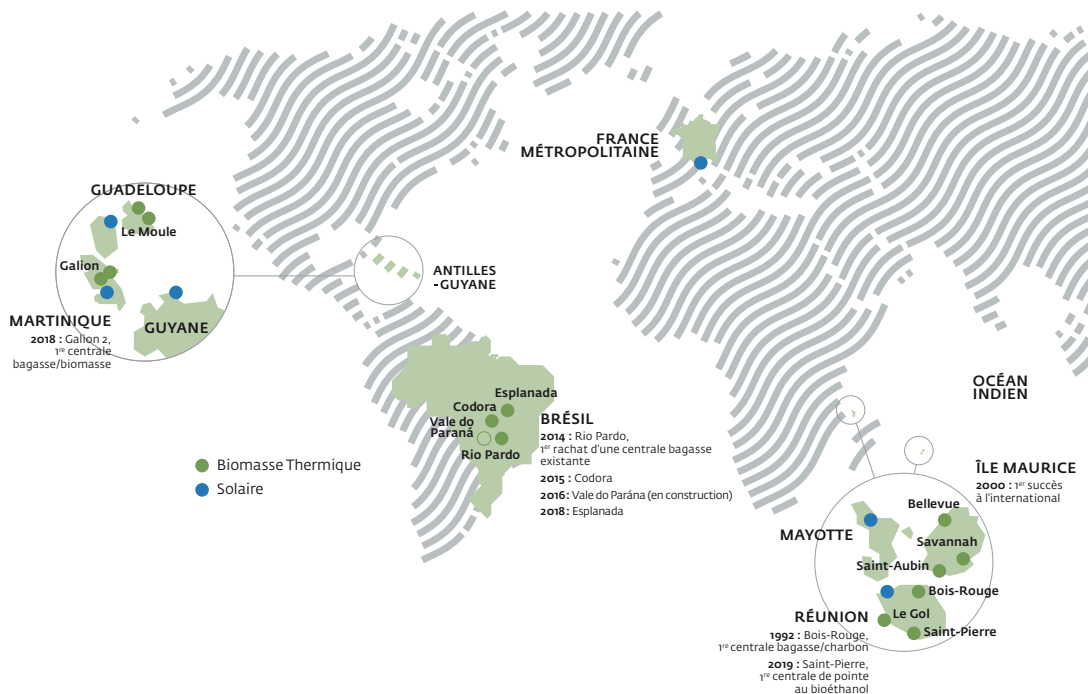 FRANCE
MÉTROPOLITAINE
GUADELOUPE
Le Moule
Galion
MARTINIQUE
2018 : Galion 2,
1re centrale
bagasse/biomasse
GUYANE
ANTILLES
-GUYANE
Esplanada
Codora
Vale do
Paraná
Rio Pardo
BRÉSIL
2014 : Rio Pardo,
1er rachat d'une centrale bagasse
existante
2015 : Codora
2016 : Vale do Parána (en construction)
2018 : Esplanada
Biomasse Thermique
Solaire
OCÉAN
INDIEN
ÎLE MAURICE
2000 : 1er succès
à l'international
Bellevue
MAYOTTE
Savannah
Saint-Aubin
Bois-Rouge
Le Gol
Saint-Pierre
RÉUNION
1992 : Bois-Rouge,
1re centrale bagasse/charbon
2019 : Saint-Pierre,
1re centrale de pointe
au bioéthanol